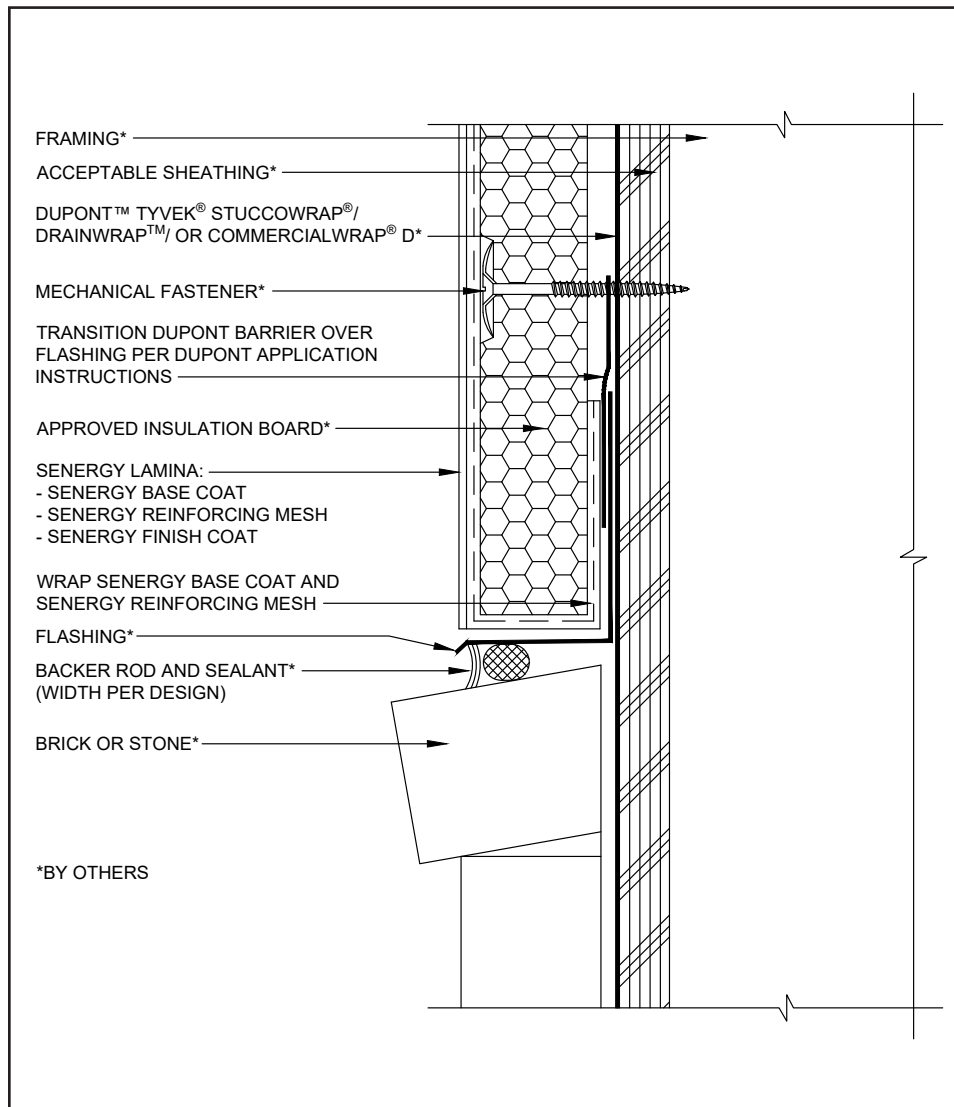 FRAMING*
ACCEPTABLE SHEATHING*
DUPONT™ TYVEK® STUCCOWRAP®/
DRAINWRAP™/ OR COMMERCIALWRAP® D*
MECHANICAL FASTENER*
TRANSITION DUPONT BARRIER OVER
FLASHING PER DUPONT APPLICATION
INSTRUCTIONS
APPROVED INSULATION BOARD*
SENERGY LAMINA:
- SENERGY BASE COAT
- SENERGY REINFORCING MESH
- SENERGY FINISH COAT
WRAP SENERGY BASE COAT AND
SENERGY REINFORCING MESH
FLASHING*
BACKER ROD AND SEALANT*
(WIDTH PER DESIGN)
BRICK OR STONE*
*BY OTHERS